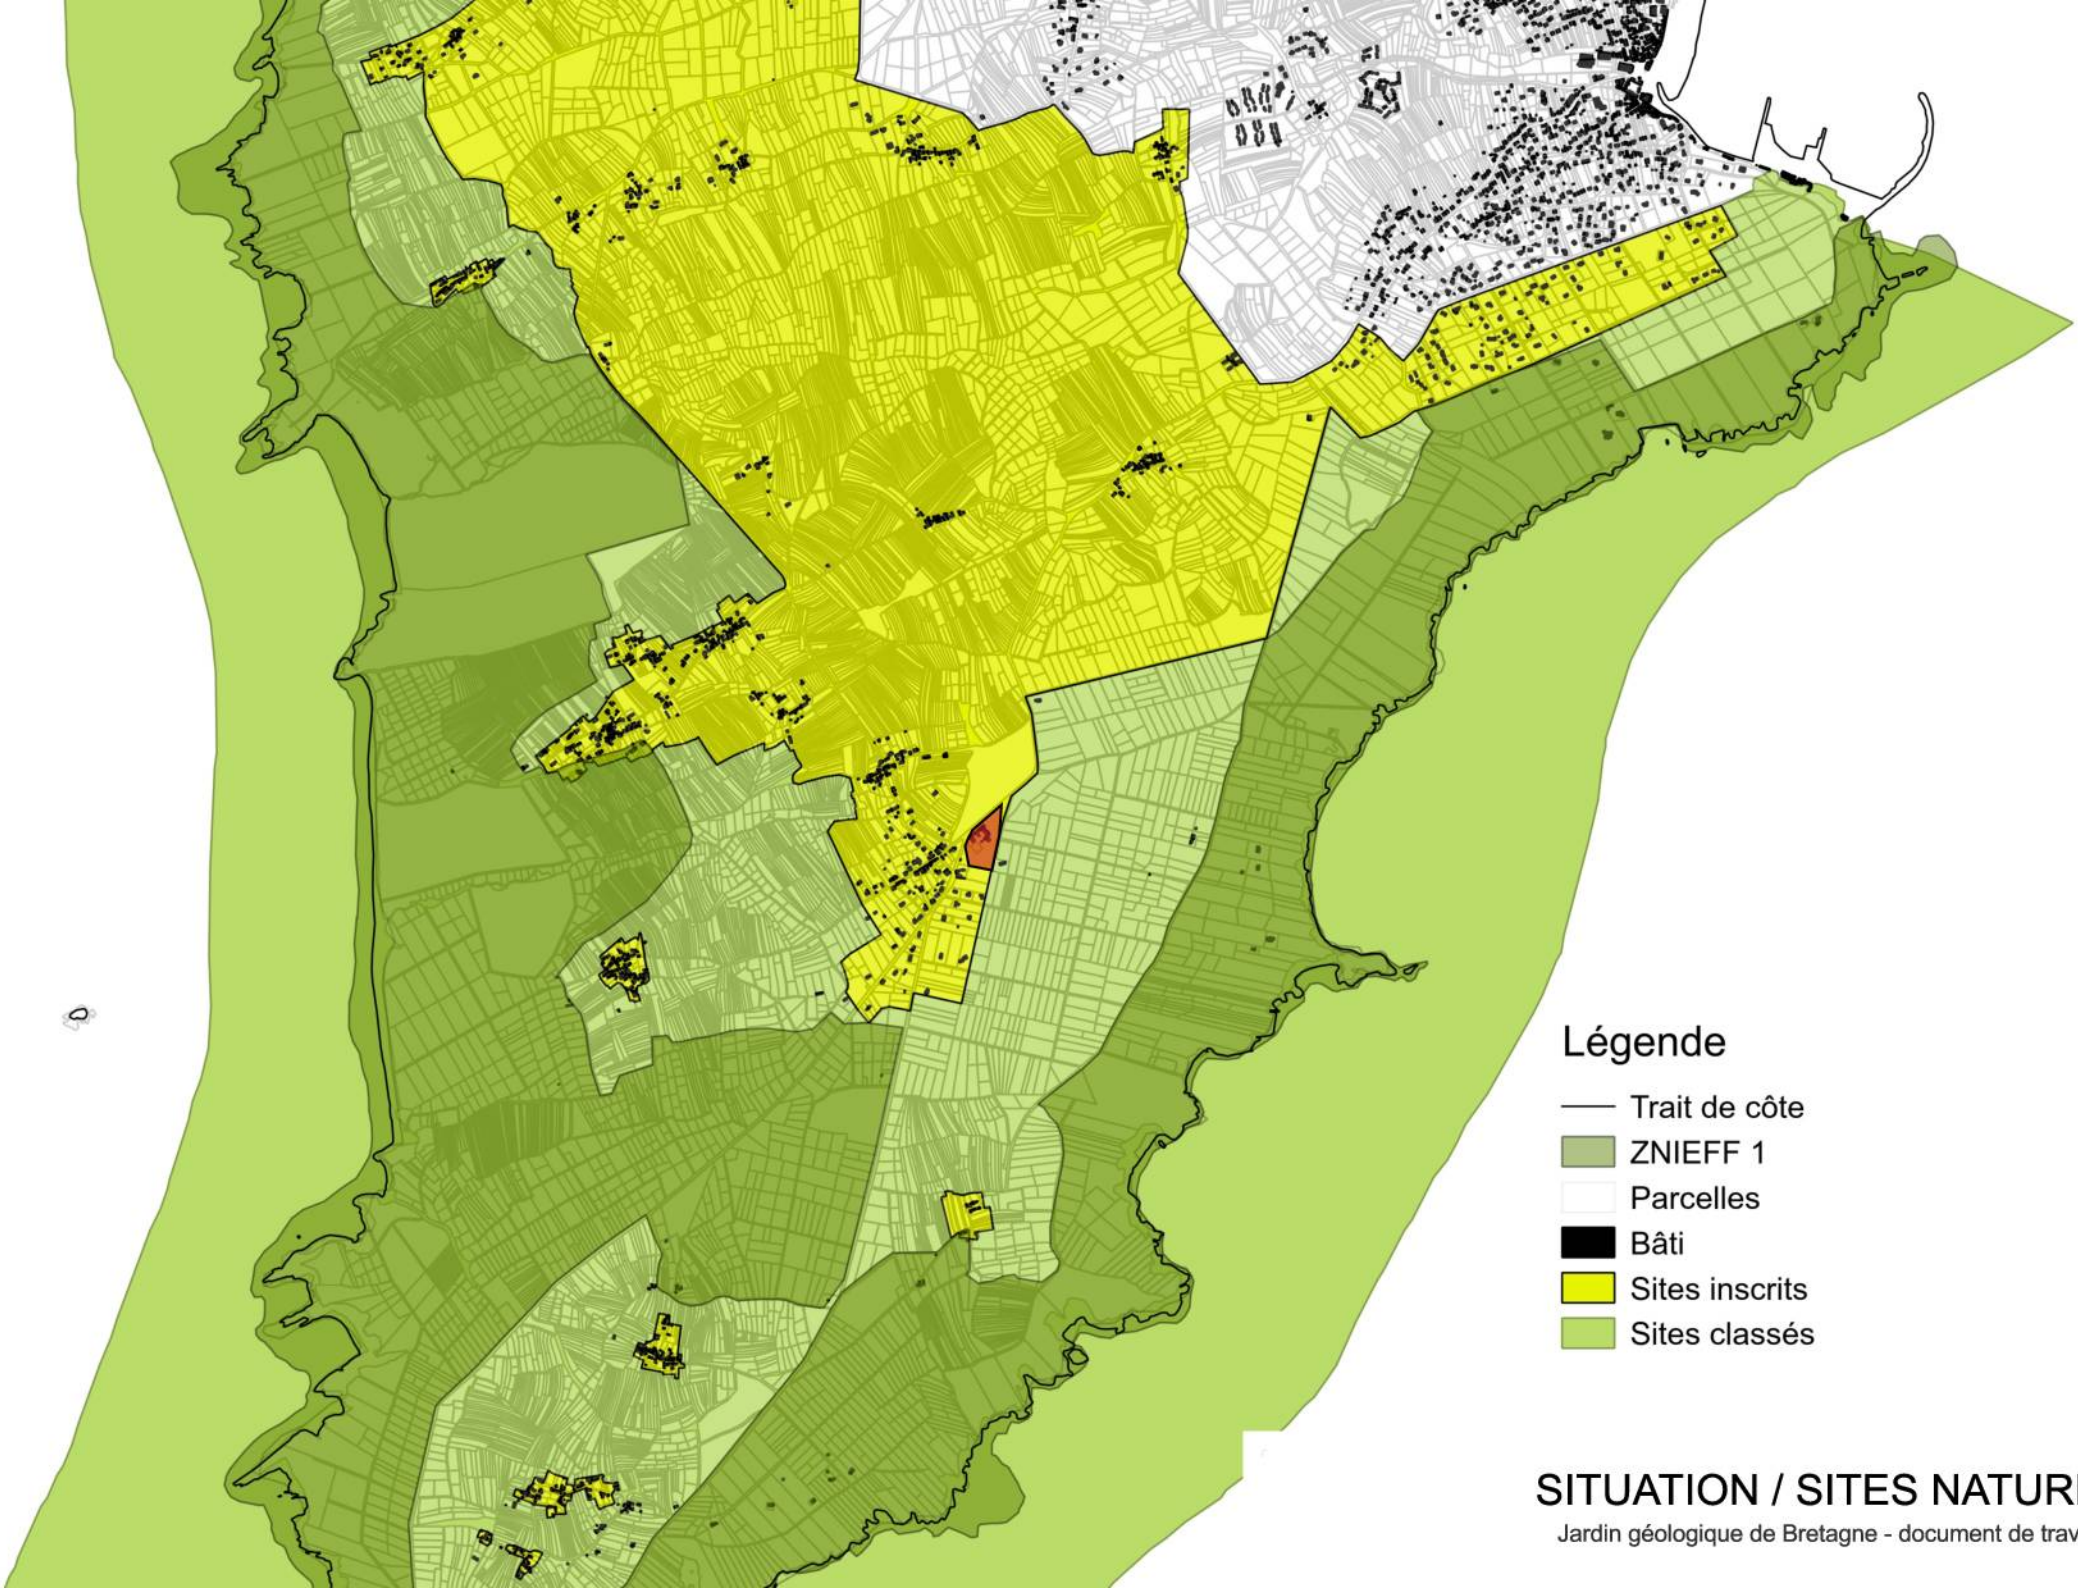 Légende
Trait de côte
ZNIEFF 1
Parcelles
Bâti
Sites inscrits
Sites classés
SITUATION / SITES NATUR
Jardin géologique de Bretagne - document de trav